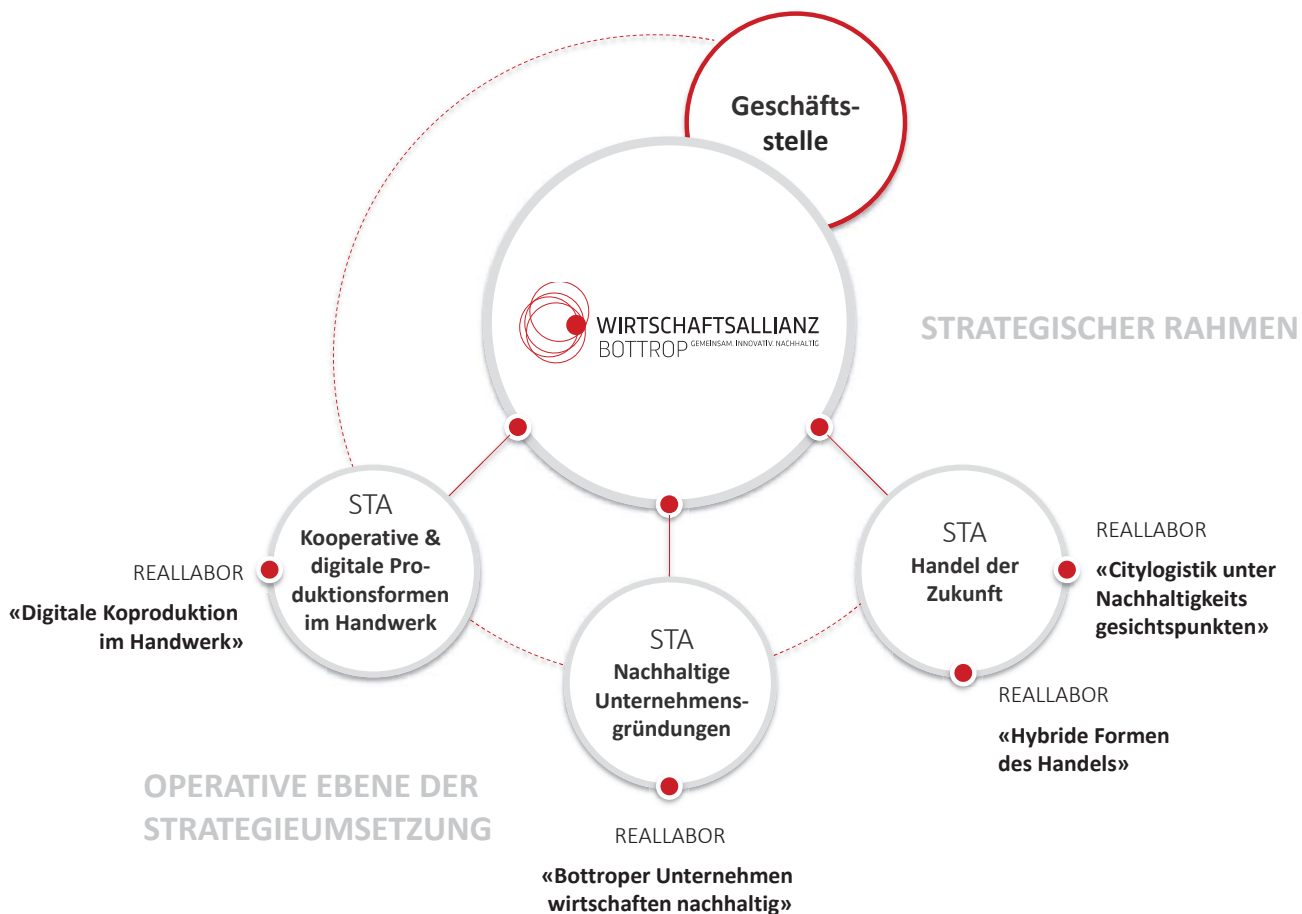 Geschäfts-
stelle
WIRTSCHAFTSALLIANZ
BOTTROP GEMEINSAM. INNOVATIV. NACHHALTIG
STRATEGISCHER RAHMEN
STA
Kooperative &
digitale Pro-
duktionsformen
im Handwerk
REALLABOR
«Digitale Koproduktion
im Handwerk»
STA
Nachhaltige
Unternehmens-
gründungen
REALLABOR
«Bottroper Unternehmen
wirtschaften nachhaltig»
STA
Handel der
Zukunft
REALLABOR
«Citylogistik unter
Nachhaltigkeits
gesichtspunkten»
REALLABOR
«Hybride Formen
des Handels»
OPERATIVE EBENE DER
STRATEGIEUMSETZUNG